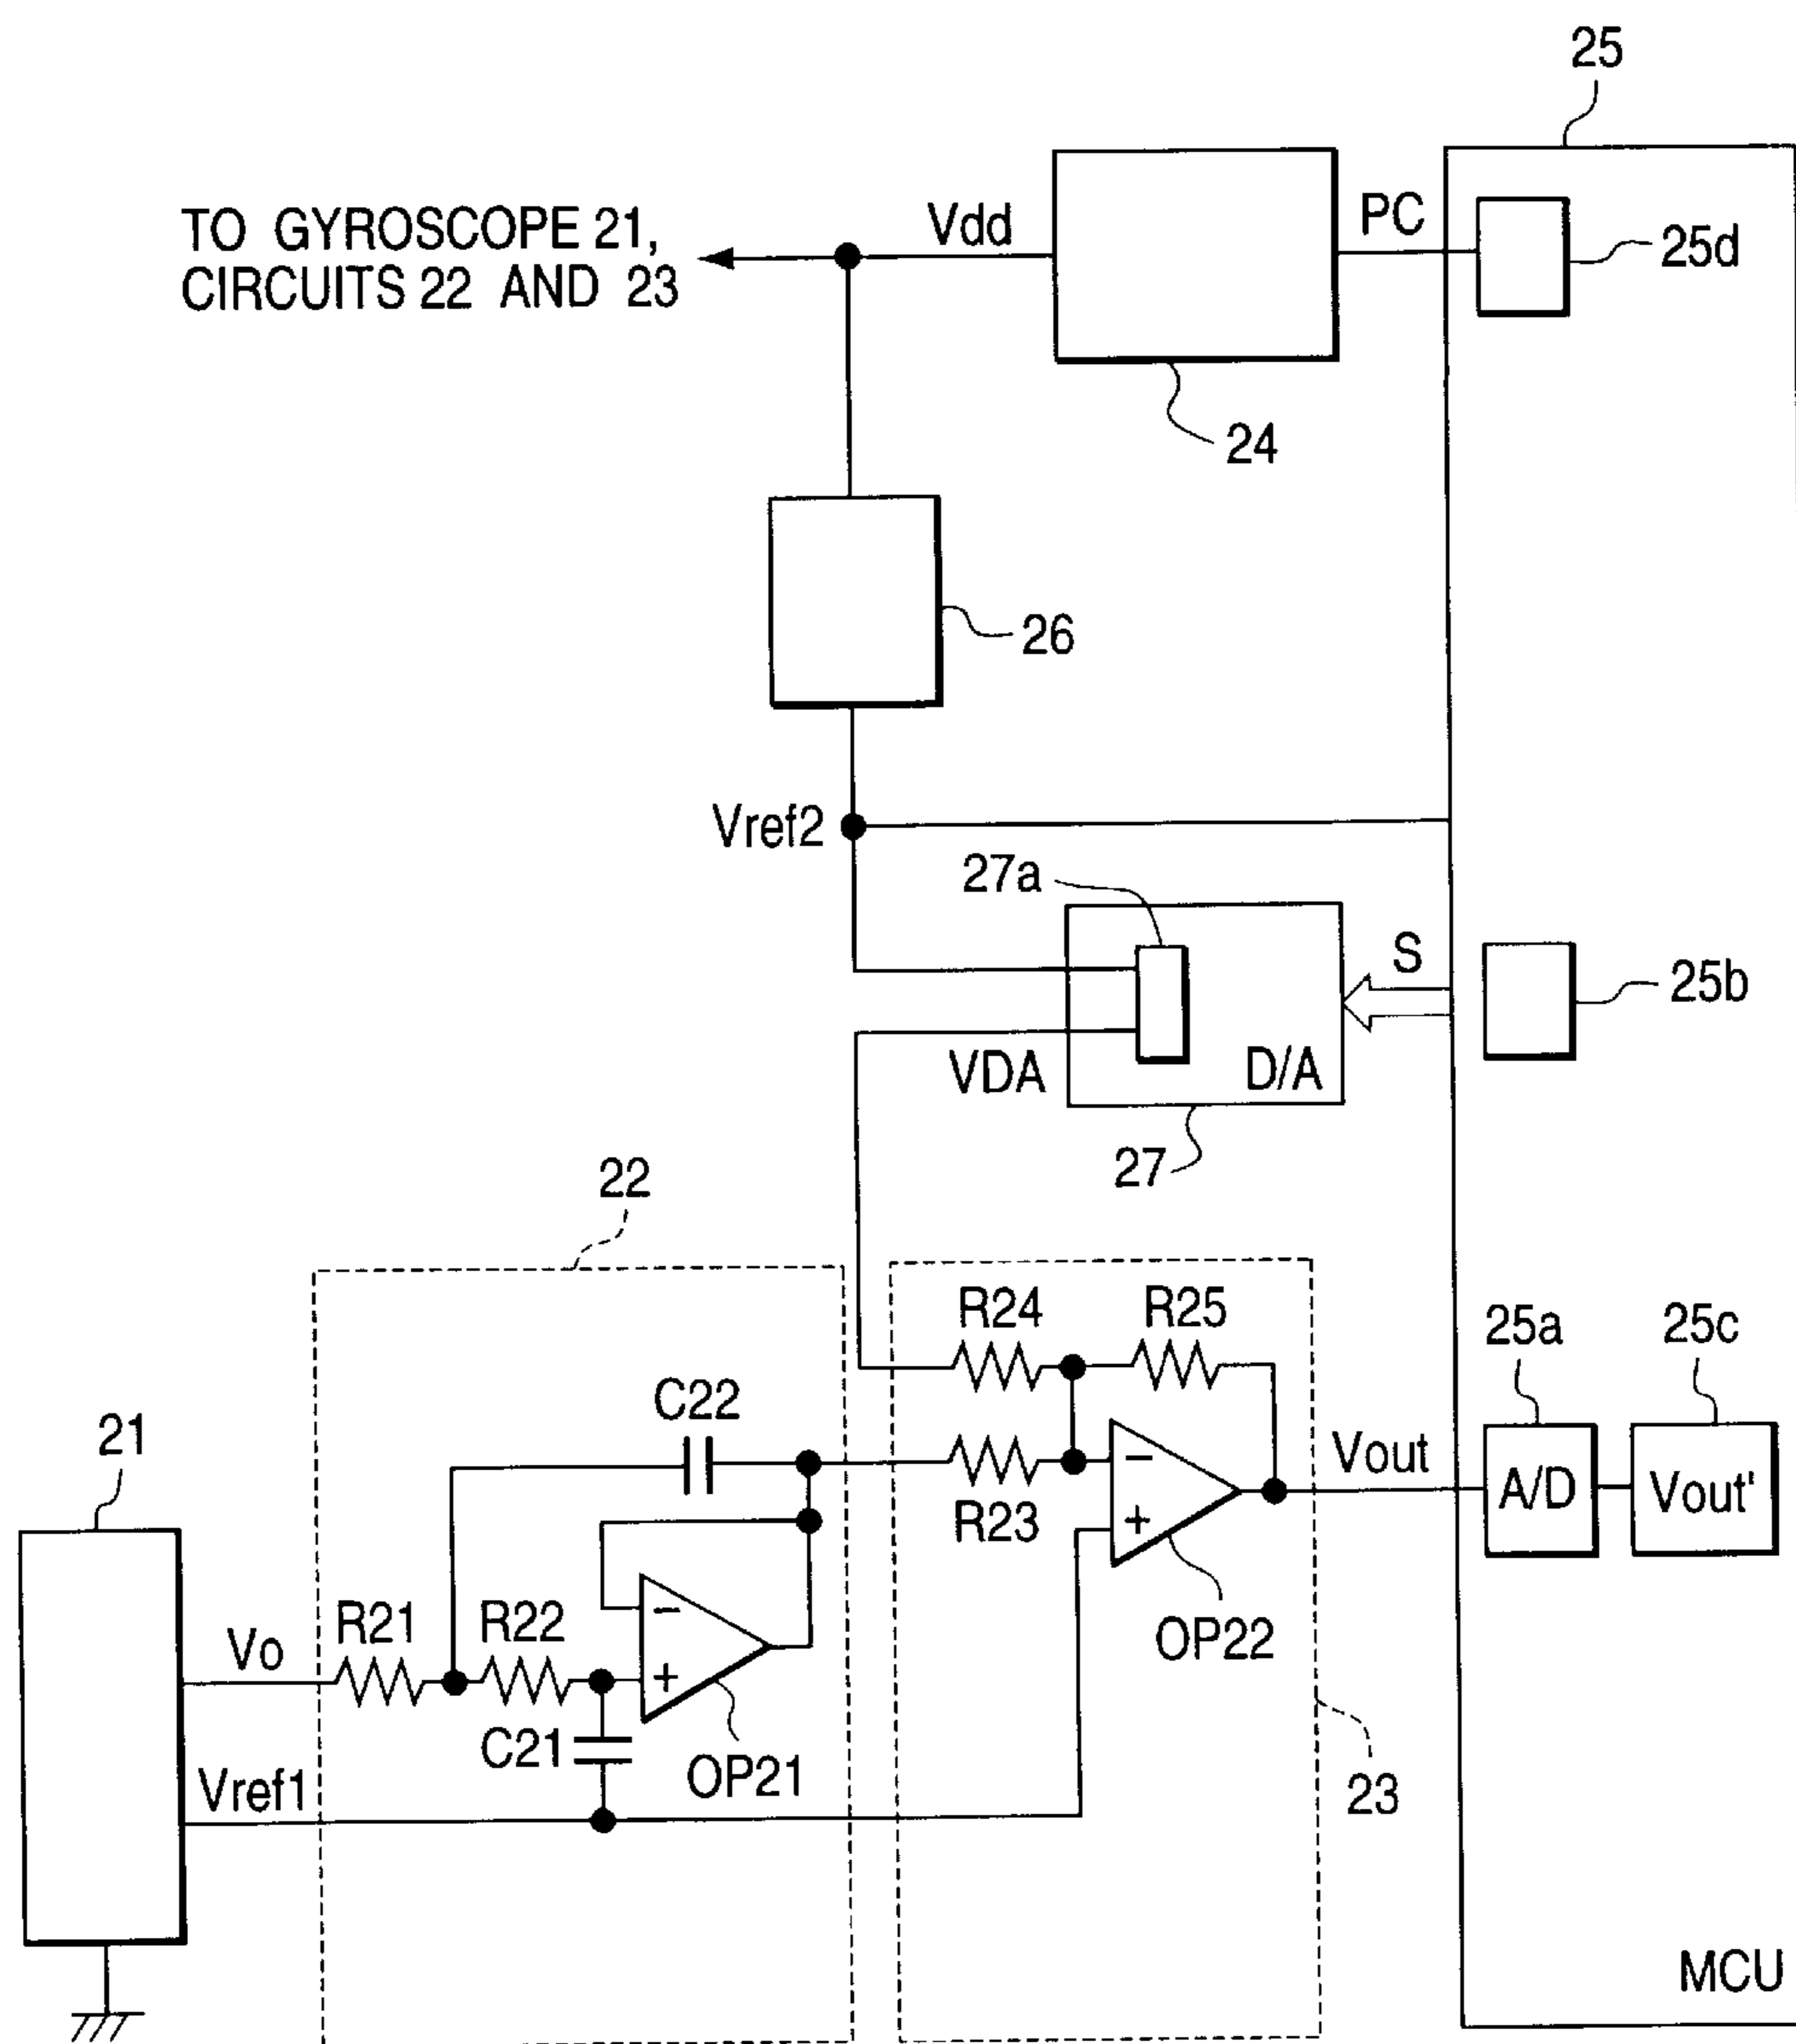 25
TO GYROSCOPE 21,
CIRCUITS 22 AND 23
Vdd
PC
25d
24
26
Vref2
27a
S
25b
VDA
D/A
27
22
R24
R25
25a
25c
C22
21
Vout
A/D
Vout'
R23
Vo
R21
R22
OP22
C21
OP21
Vref1
23
MCU
-
+
-
+